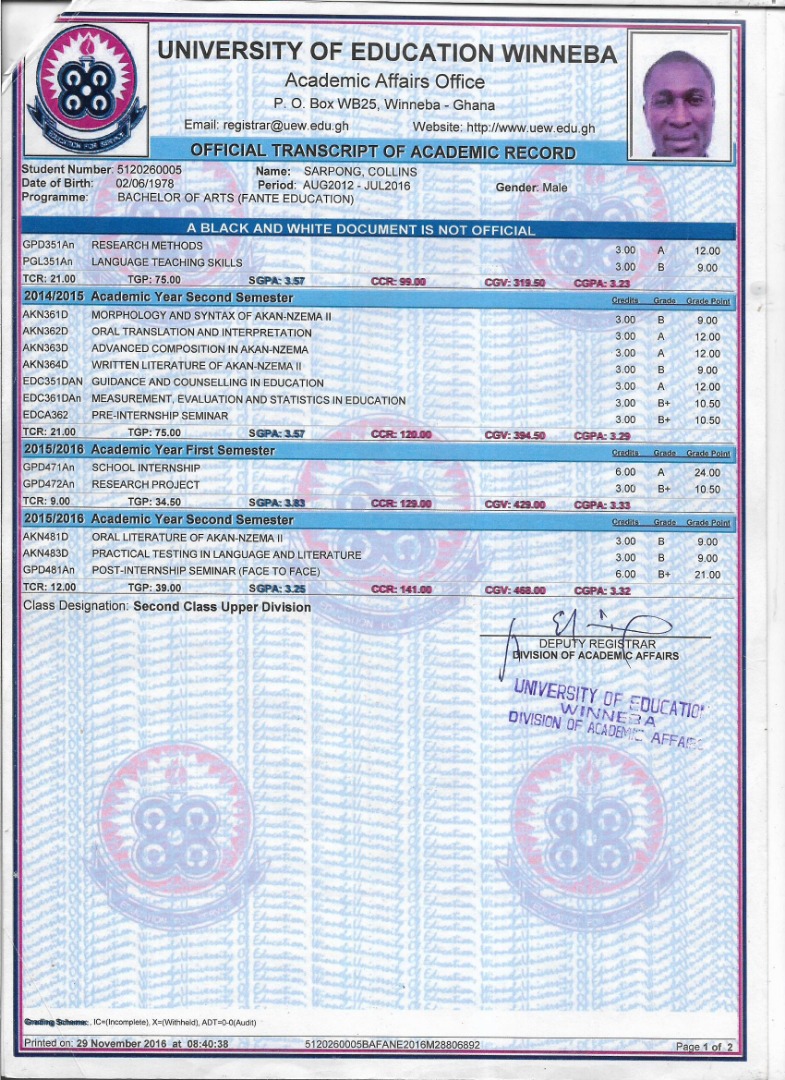 UNIVERSITY OF EDUCATION WINNEBA
Academic Affairs Office
P. O. Box WB25, Winneba - Ghana
Email: registrar@uew.edu.gh Website: http://www.uew.edu.gh
EDUCATION FOR SERVICE
OFFICIAL TRANSCRIPT OF ACADEMIC RECORD
Student Number: 5120260005 Name: SARPONG, COLLINS
Date of Birth: 02/06/1978 Period: AUG2012 - JUL2016 Gender: Male
Programme: BACHELOR OF ARTS (FANTE EDUCATION)
A BLACK AND WHITE DOCUMENT IS NOT OFFICIAL
GPD351An RESEARCH METHODS 3.00 A 12.00
PGL351An LANGUAGE TEACHING SKILLS 3.00 B 9.00
TCR: 21.00 TGP: 75.00 SGPA: 3.57 CCR: 99.00 CGV: 319.50 CGPA: 3.23
2014/2015 Academic Year Second Semester Credits Grade Grade Point
AKN361D MORPHOLOGY AND SYNTAX OF AKAN-NZEMA II 3.00 B 9.00
AKN362D ORAL TRANSLATION AND INTERPRETATION 3.00 A 12.00
AKN363D ADVANCED COMPOSITION IN AKAN-NZEMA 3.00 A 12.00
AKN364D WRITTEN LITERATURE OF AKAN-NZEMA II 3.00 B 9.00
EDC351DAN GUIDANCE AND COUNSELLING IN EDUCATION 3.00 A 12.00
EDC361DAn MEASUREMENT, EVALUATION AND STATISTICS IN EDUCATION 3.00 B+ 10.50
EDCA362 PRE-INTERNSHIP SEMINAR 3.00 B+ 10.50
TCR: 21.00 TGP: 75.00 SGPA: 3.57 CCR: 120.00 CGV: 394.50 CGPA: 3.29
2015/2016 Academic Year First Semester Credits Grade Grade Point
GPD471An SCHOOL INTERNSHIP 6.00 A 24.00
GPD472An RESEARCH PROJECT 3.00 B+ 10.50
TCR: 9.00 TGP: 34.50 SGPA: 3.83 CCR: 129.00 CGV: 429.00 CGPA: 3.33
2015/2016 Academic Year Second Semester Credits Grade Grade Point
AKN481D ORAL LITERATURE OF AKAN-NZEMA II 3.00 B 9.00
AKN483D PRACTICAL TESTING IN LANGUAGE AND LITERATURE 3.00 B 9.00
GPD481An POST-INTERNSHIP SEMINAR (FACE TO FACE) 6.00 B+ 21.00
TCR: 12.00 TGP: 39.00 SGPA: 3.25 CCR: 141.00 CGV: 468.00 CGPA: 3.32
Class Designation: Second Class Upper Division
DEPUTY REGISTRAR
DIVISION OF ACADEMIC AFFAIRS
UNIVERSITY OF EDUCATION
WINNEBA
DIVISION OF ACADEMIC AFFAIRS
Grading Scheme: , IC=(Incomplete), X=(Withheld), ADT=0-0(Audit)
Printed on: 29 November 2016 at 08:40:38 5120260005BAFANE2016M28806892 Page 1 of 2